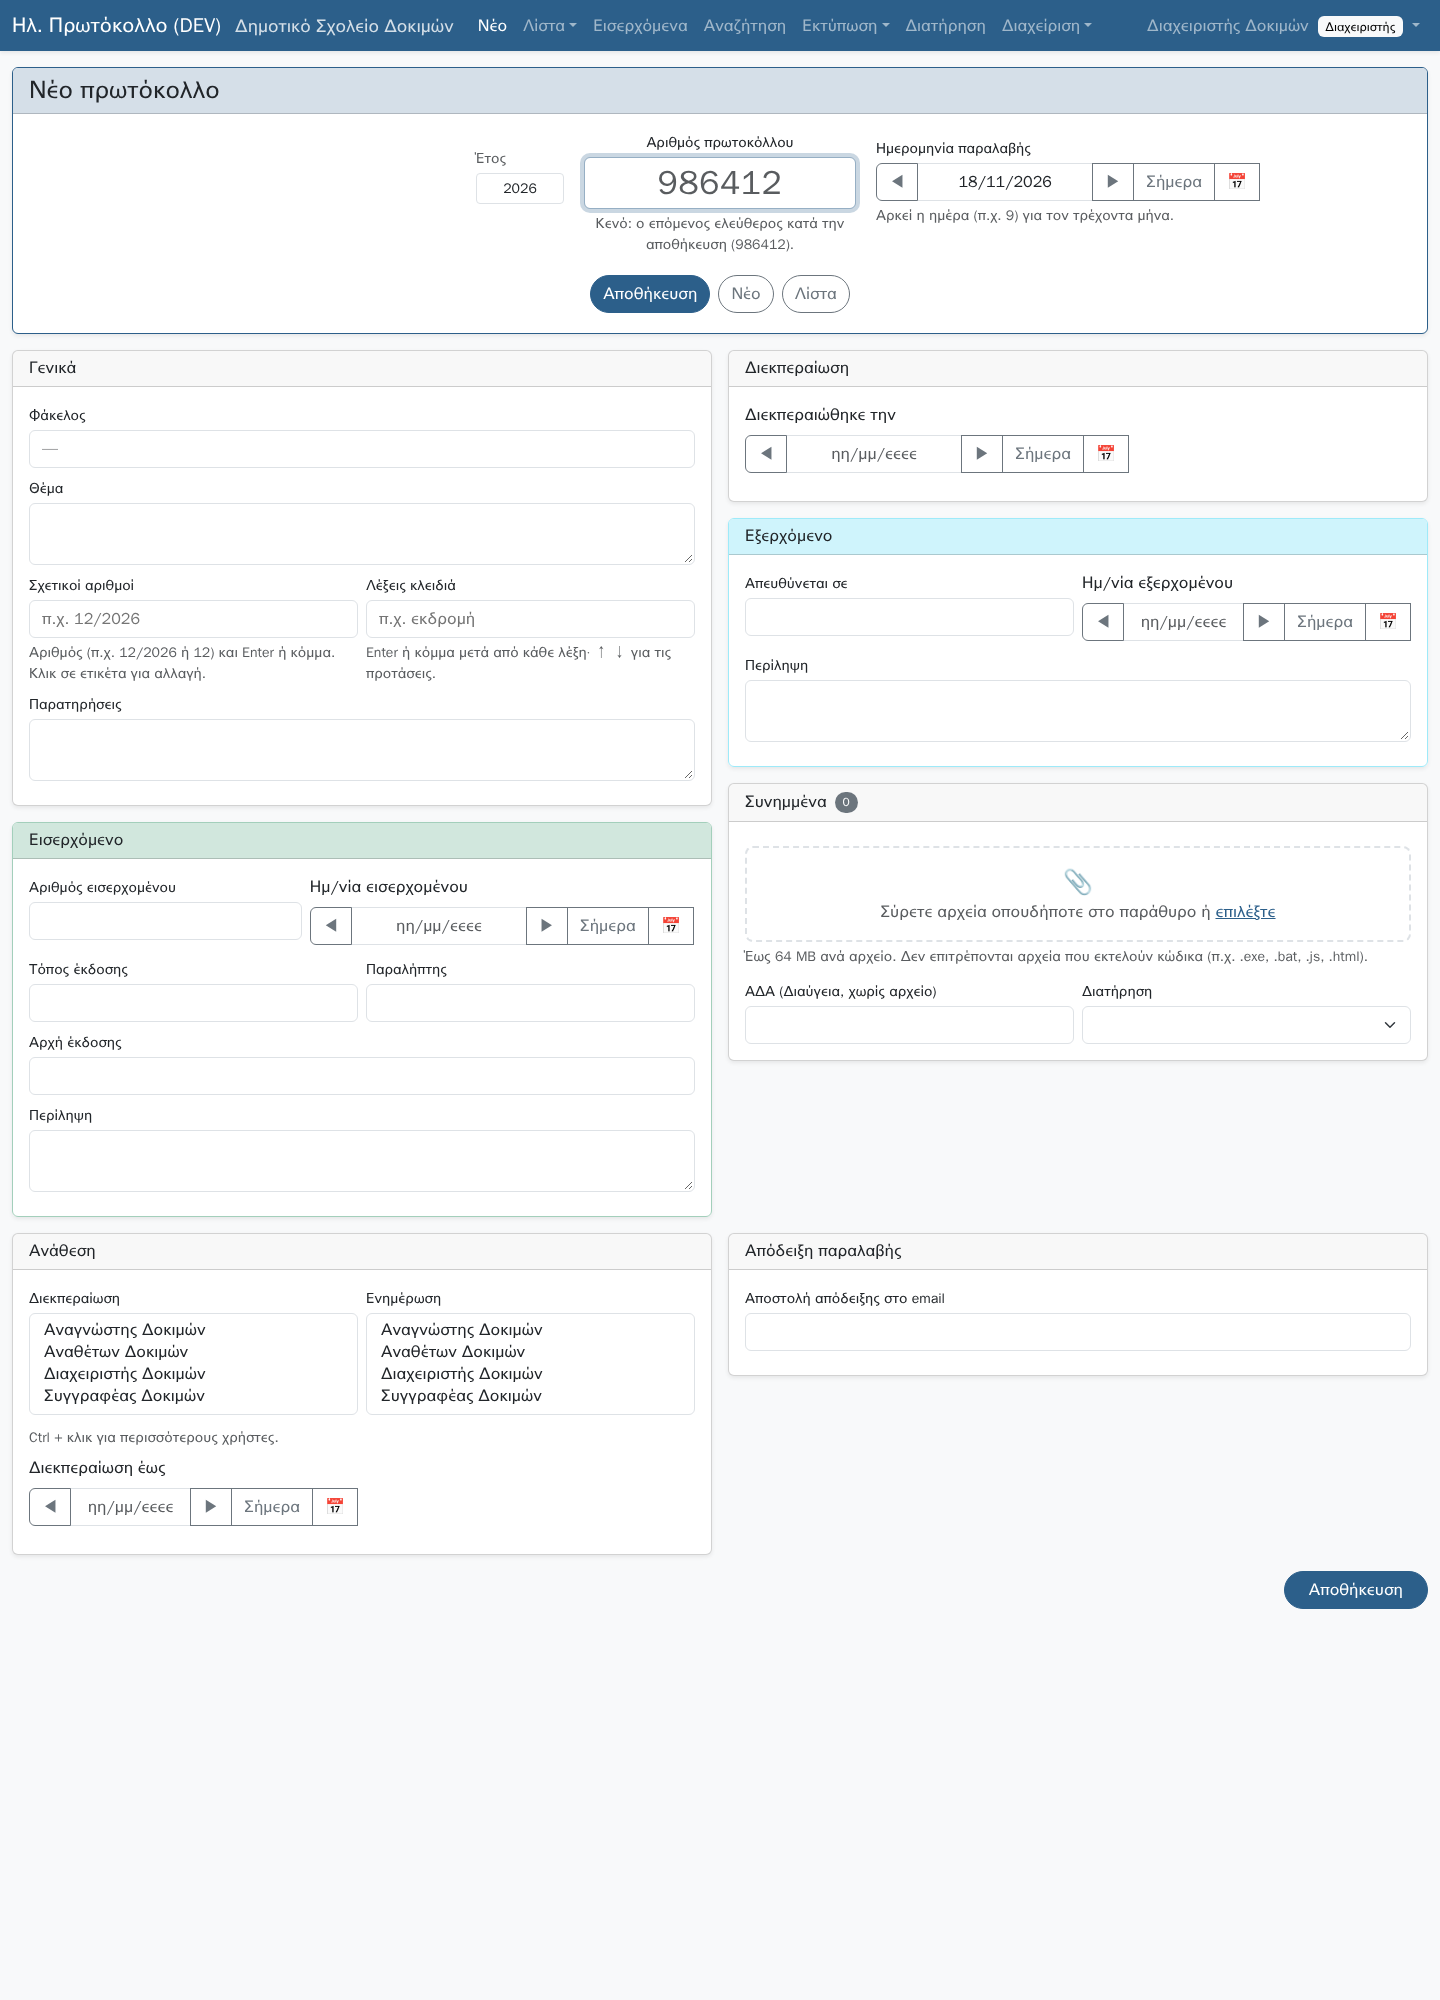 Ηλ. Πρωτόκολλο (DEV) Δημοτικό Σχολείο Δοκιμών Νέο Λίστα Εισερχόμενα Αναζήτηση Εκτύπωση Διατήρηση Διαχείριση Διαχειριστής Δοκιμών Διαχειριστής
Νέο πρωτόκολλο
Έτος
2026
Αριθμός πρωτοκόλλου
986412
Κενό: ο επόμενος ελεύθερος κατά την
αποθήκευση (986412).
Ημερομηνία παραλαβής
◀ 18/11/2026 ▶ Σήμερα 📅
Αρκεί η ημέρα (π.χ. 9) για τον τρέχοντα μήνα.
Αποθήκευση Νέο Λίστα
Γενικά
Φάκελος
—
Θέμα
Σχετικοί αριθμοί
π.χ. 12/2026
Αριθμός (π.χ. 12/2026 ή 12) και Enter ή κόμμα.
Κλικ σε ετικέτα για αλλαγή.
Λέξεις κλειδιά
π.χ. εκδρομή
Enter ή κόμμα μετά από κάθε λέξη· ↑ ↓ για τις
προτάσεις.
Παρατηρήσεις
Εισερχόμενο
Αριθμός εισερχομένου
Ημ/νία εισερχομένου
◀ ηη/μμ/εεεε ▶ Σήμερα 📅
Τόπος έκδοσης
Παραλήπτης
Αρχή έκδοσης
Περίληψη
Διεκπεραίωση
Διεκπεραιώθηκε την
◀ ηη/μμ/εεεε ▶ Σήμερα 📅
Εξερχόμενο
Απευθύνεται σε
Ημ/νία εξερχομένου
◀ ηη/μμ/εεεε ▶ Σήμερα 📅
Περίληψη
Συνημμένα 0
📎
Σύρετε αρχεία οπουδήποτε στο παράθυρο ή επιλέξτε
Έως 64 MB ανά αρχείο. Δεν επιτρέπονται αρχεία που εκτελούν κώδικα (π.χ. .exe, .bat, .js, .html).
ΑΔΑ (Διαύγεια, χωρίς αρχείο)
Διατήρηση
Ανάθεση
Διεκπεραίωση
Αναγνώστης Δοκιμών
Αναθέτων Δοκιμών
Διαχειριστής Δοκιμών
Συγγραφέας Δοκιμών
Ενημέρωση
Αναγνώστης Δοκιμών
Αναθέτων Δοκιμών
Διαχειριστής Δοκιμών
Συγγραφέας Δοκιμών
Ctrl + κλικ για περισσότερους χρήστες.
Διεκπεραίωση έως
◀ ηη/μμ/εεεε ▶ Σήμερα 📅
Απόδειξη παραλαβής
Αποστολή απόδειξης στο email
Αποθήκευση